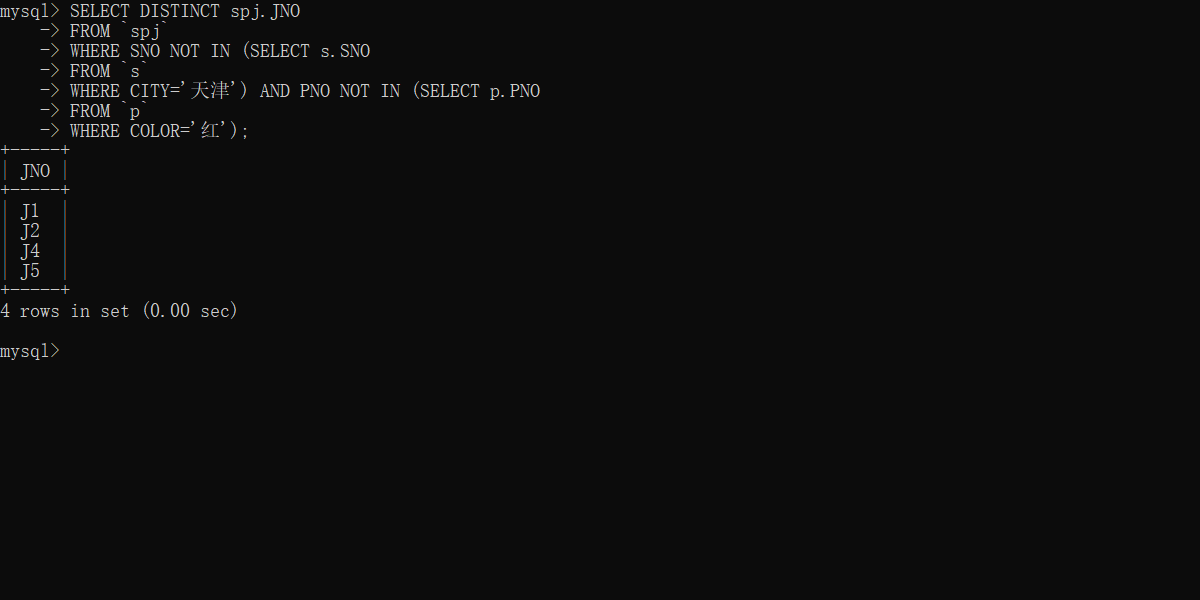 mysql> SELECT DISTINCT spj.JNO
    -> FROM `spj`
    -> WHERE SNO NOT IN (SELECT s.SNO
    -> FROM `s`
    -> WHERE CITY='天津') AND PNO NOT IN (SELECT p.PNO
    -> FROM `p`
    -> WHERE COLOR='红');
+-----+
| JNO |
+-----+
| J1  |
| J2  |
| J4  |
| J5  |
+-----+
4 rows in set (0.00 sec)
mysql>